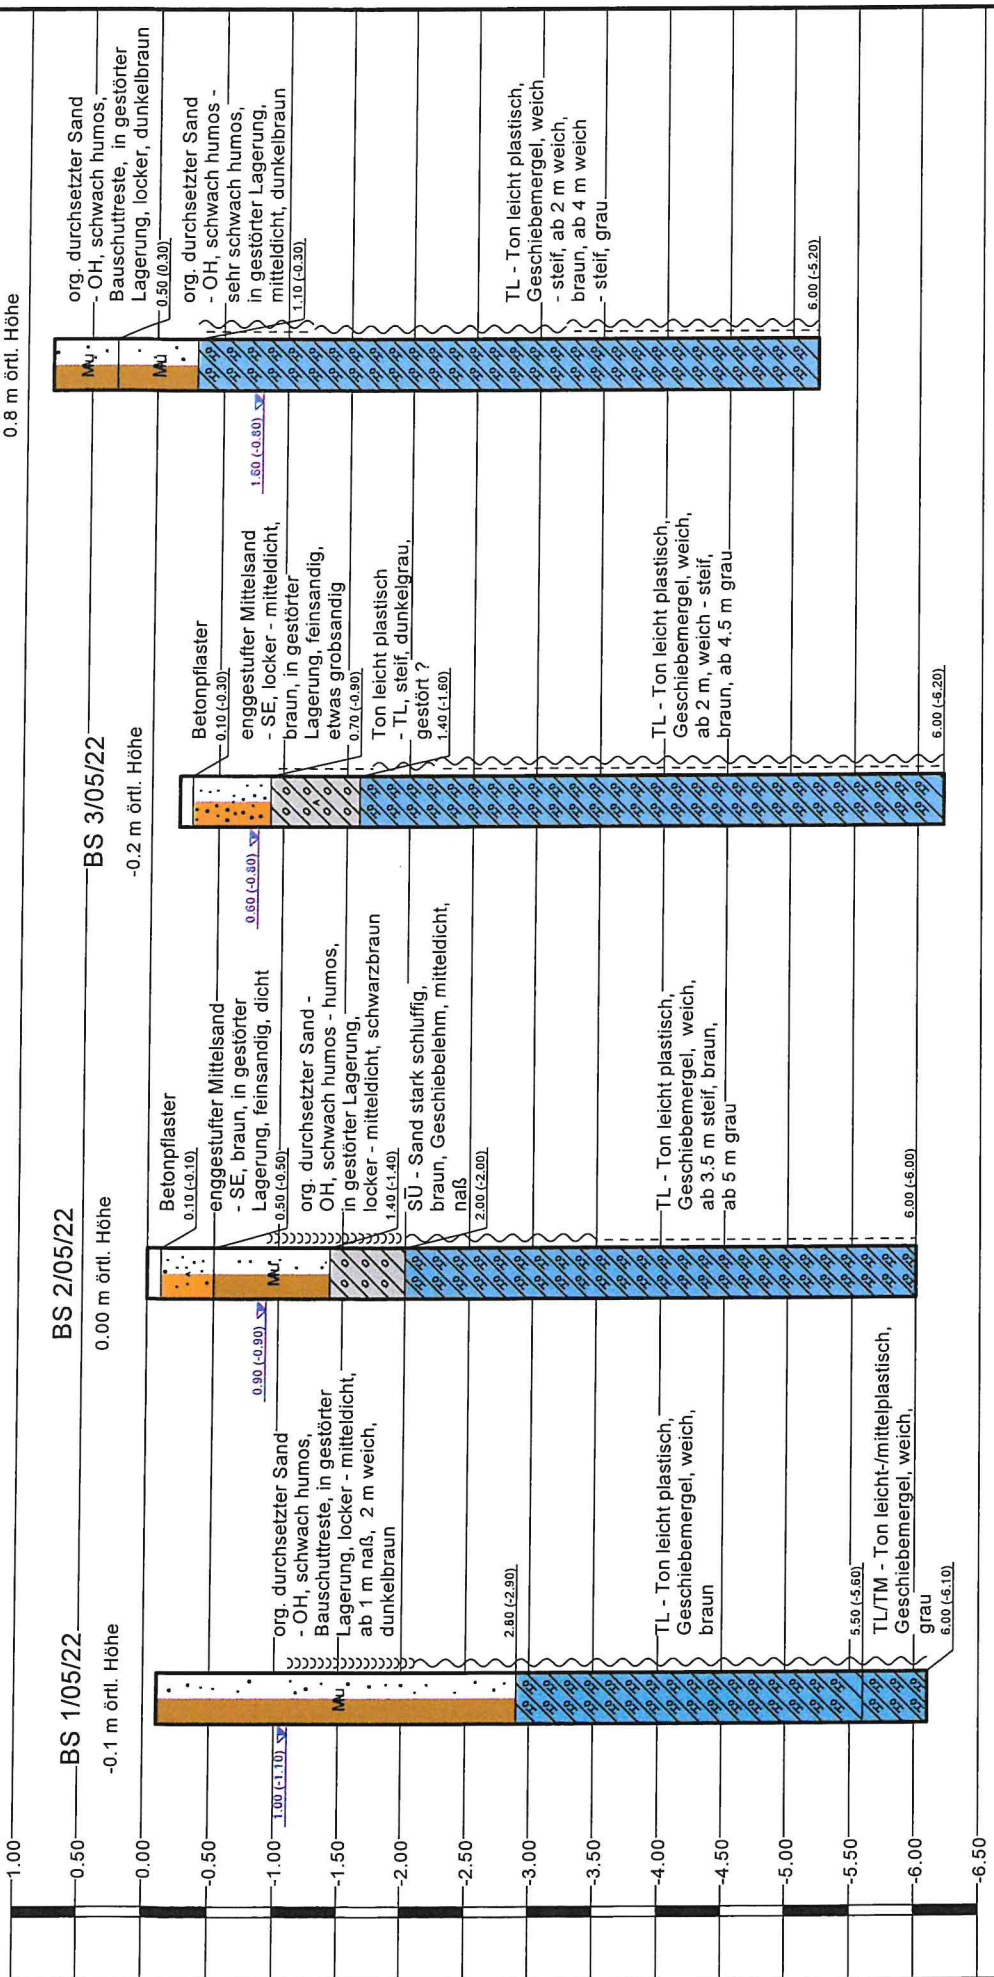 1.00
0.50
0.00
-0.50
-1.00
-1.50
-2.00
-2.50
-3.00
-3.50
-4.00
-4.50
-5.00
-5.50
-6.00
-6.50
BS 1/05/22
-0.1 m örtl. Höhe
1.00 (-1.10)
Mu
org. durchsetzter Sand
- OH, schwach humos,
Bauschuttreste, in gestörter
Lagerung, locker - mitteldicht,
ab 1 m naß, 2 m weich,
dunkelbraun
2.80 (-2.90)
TL - Ton leicht plastisch,
Geschiebemergel, weich,
braun
5.50 (-5.60)
TL/TM - Ton leicht-/mittelplastisch,
Geschiebemergel, weich,
grau
6.00 (-6.10)
BS 2/05/22
0.00 m örtl. Höhe
0.90 (-0.90)
A
Mu
Betonpflaster
0.10 (-0.10)
enggestufter Mittelsand
- SE, braun, in gestörter
Lagerung, feinsandig, dicht
0.50 (-0.50)
org. durchsetzter Sand -
OH, schwach humos - humos,
in gestörter Lagerung,
locker - mitteldicht, schwarzbraun
1.40 (-1.40)
SŪ - Sand stark schluffig,
braun, Geschiebelehm, mitteldicht,
naß
2.00 (-2.00)
TL - Ton leicht plastisch,
Geschiebemergel, weich,
ab 3.5 m steif, braun,
ab 5 m grau
6.00 (-6.00)
BS 3/05/22
-0.2 m örtl. Höhe
0.60 (-0.80)
A
Betonpflaster
0.10 (-0.30)
enggestufter Mittelsand
- SE, locker - mitteldicht,
braun, in gestörter
Lagerung, feinsandig,
etwas grobsandig
0.70 (-0.90)
Ton leicht plastisch
- TL, steif, dunkelgrau,
gestört ?
1.40 (-1.60)
TL - Ton leicht plastisch,
Geschiebemergel, weich,
ab 2 m, weich - steif,
braun, ab 4.5 m grau
6.00 (-6.20)
0.8 m örtl. Höhe
1.60 (-0.80)
Mu
Mu
org. durchsetzter Sand
- OH, schwach humos,
Bauschuttreste, in gestörter
Lagerung, locker, dunkelbraun
0.50 (0.30)
org. durchsetzter Sand
- OH, schwach humos -
sehr schwach humos,
in gestörter Lagerung,
mitteldicht, dunkelbraun
1.10 (-0.30)
TL - Ton leicht plastisch,
Geschiebemergel, weich
- steif, ab 2 m weich,
braun, ab 4 m weich
- steif, grau
6.00 (-5.20)